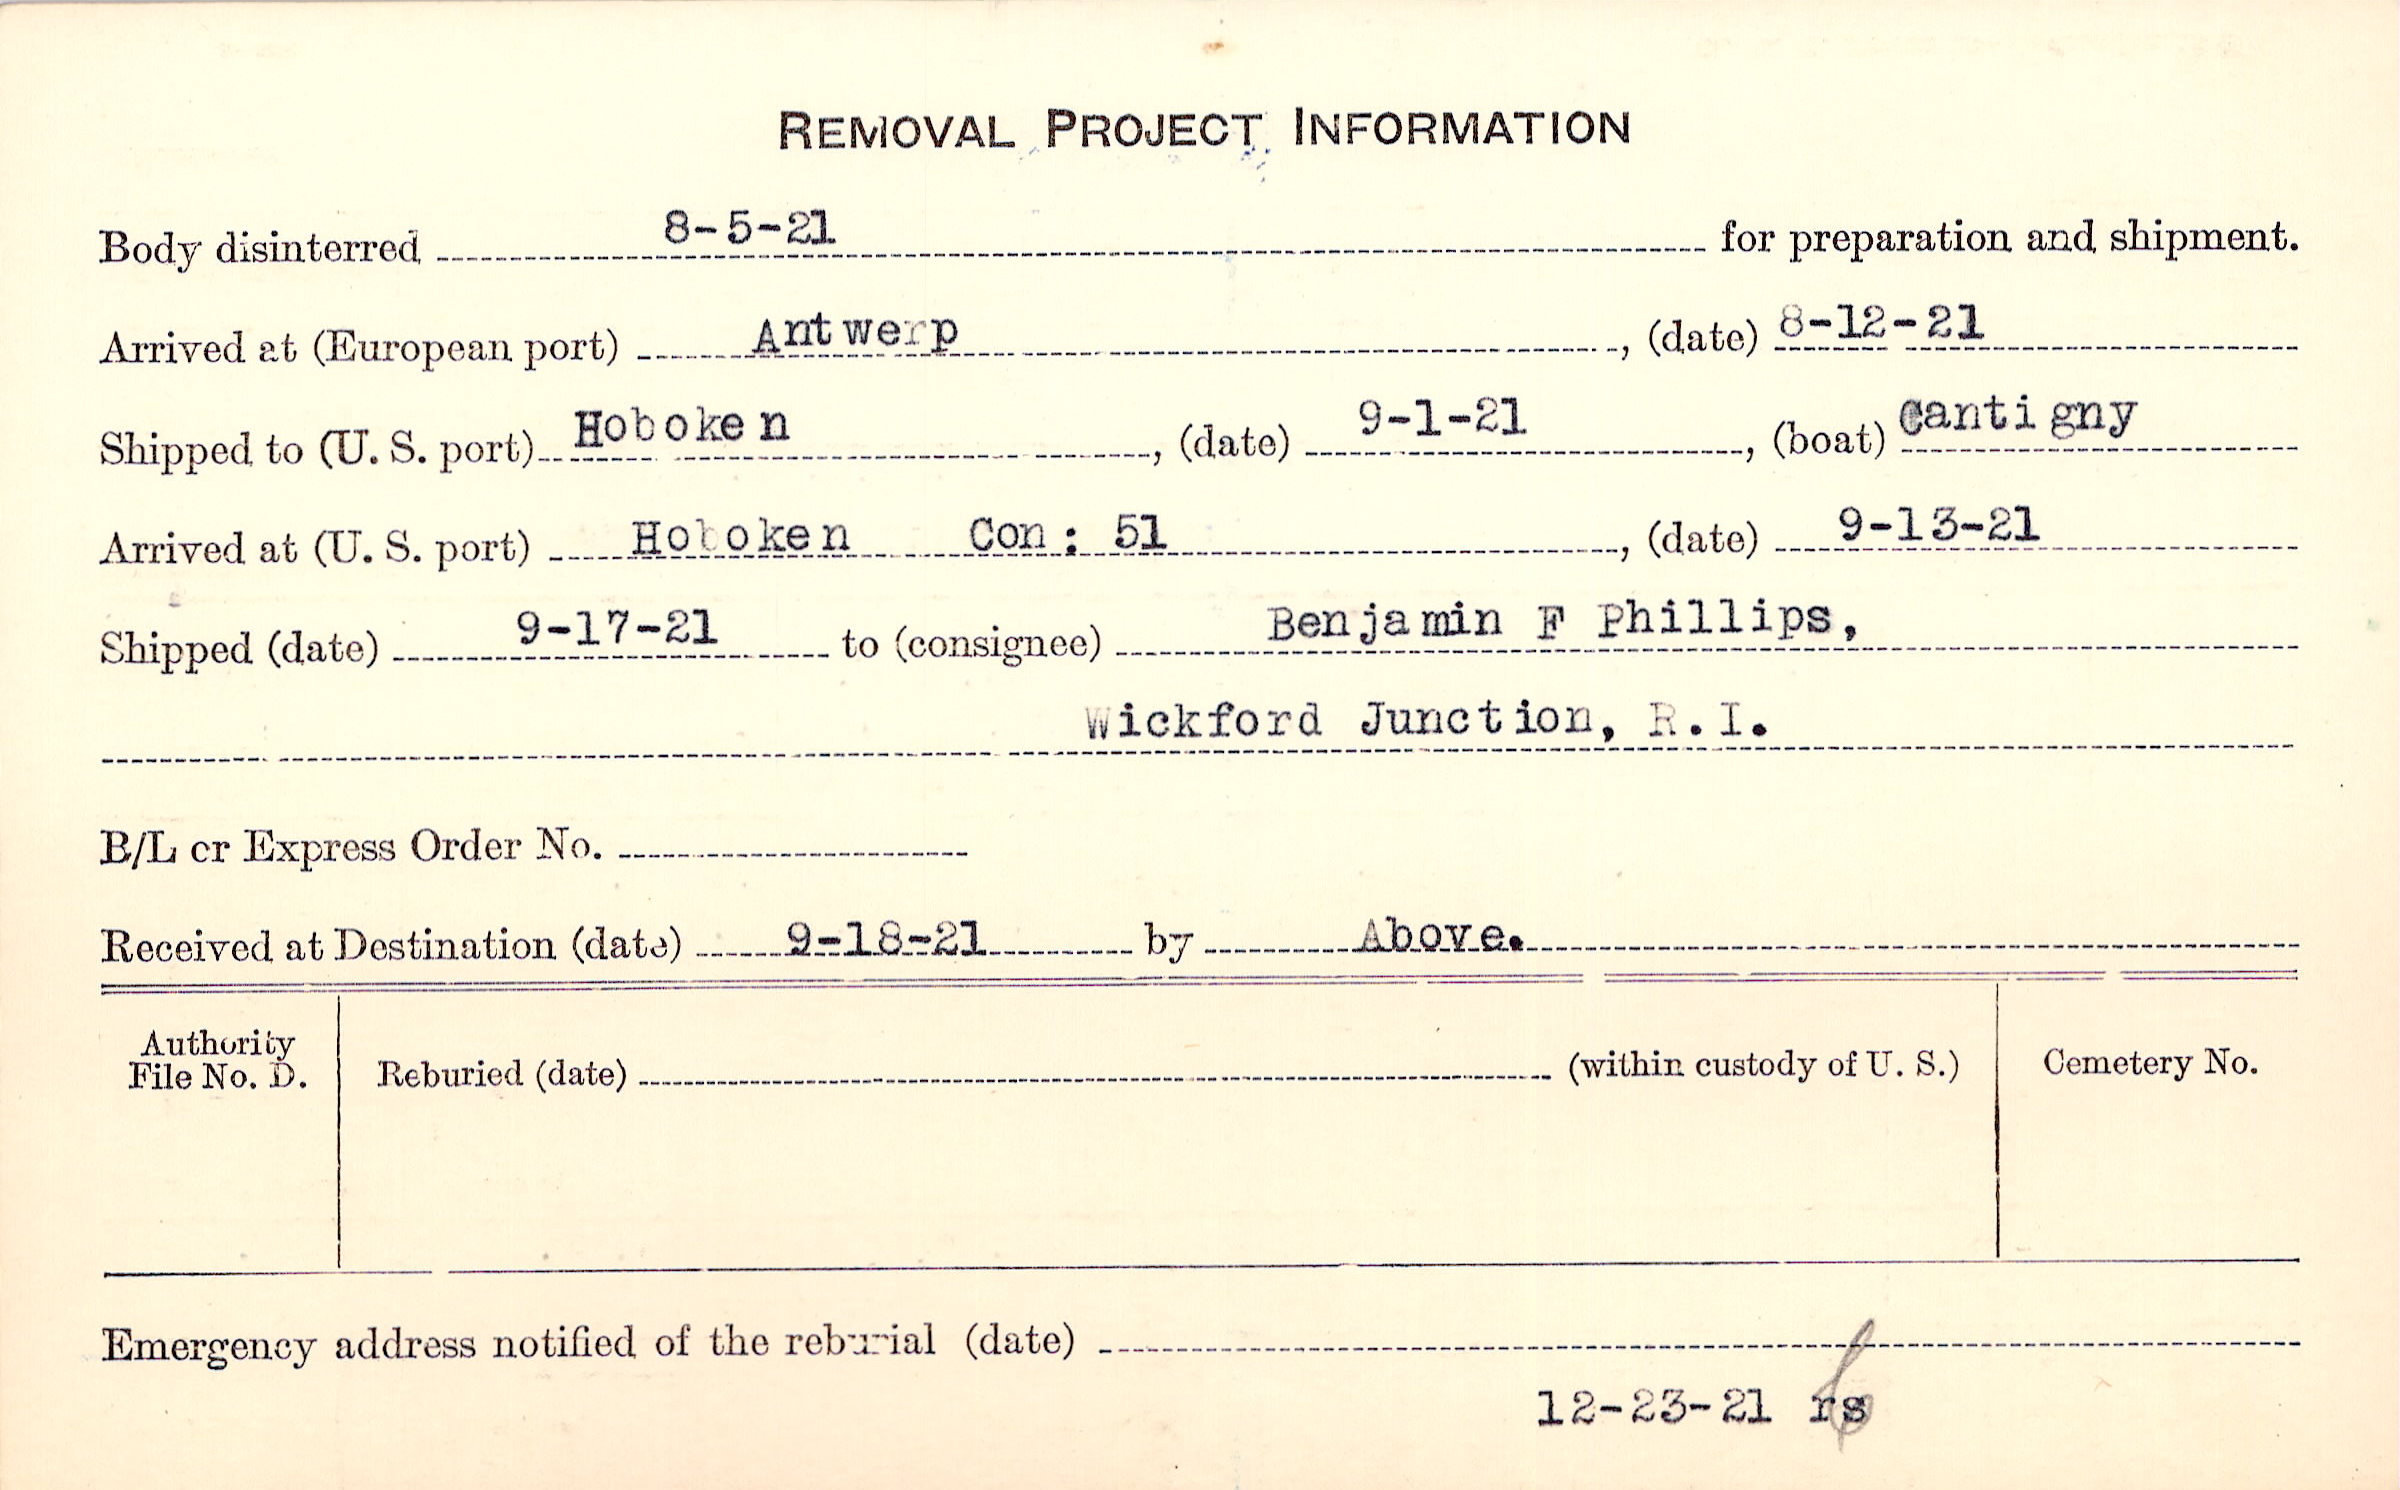 REMOVAL PROJECT INFORMATION
Body disinterred 8-5-21 for preparation and shipment.
Arrived at (European port) Antwerp, (date) 8-12-21
Shipped to (U. S. port) Hoboken, (date) 9-1-21, (boat) Cantigny
Arrived at (U. S. port) Hoboken Con: 51, (date) 9-13-21
Shipped (date) 9-17-21 to (consignee) Benjamin F Phillips,
Wickford Junction, R.I.
B/L or Express Order No.
Received at Destination (date) 9-18-21 by Above.
Authority
File No. D.
Reburied (date) (within custody of U. S.)
Cemetery No.
Emergency address notified of the reburial (date)
12-23-21 rs